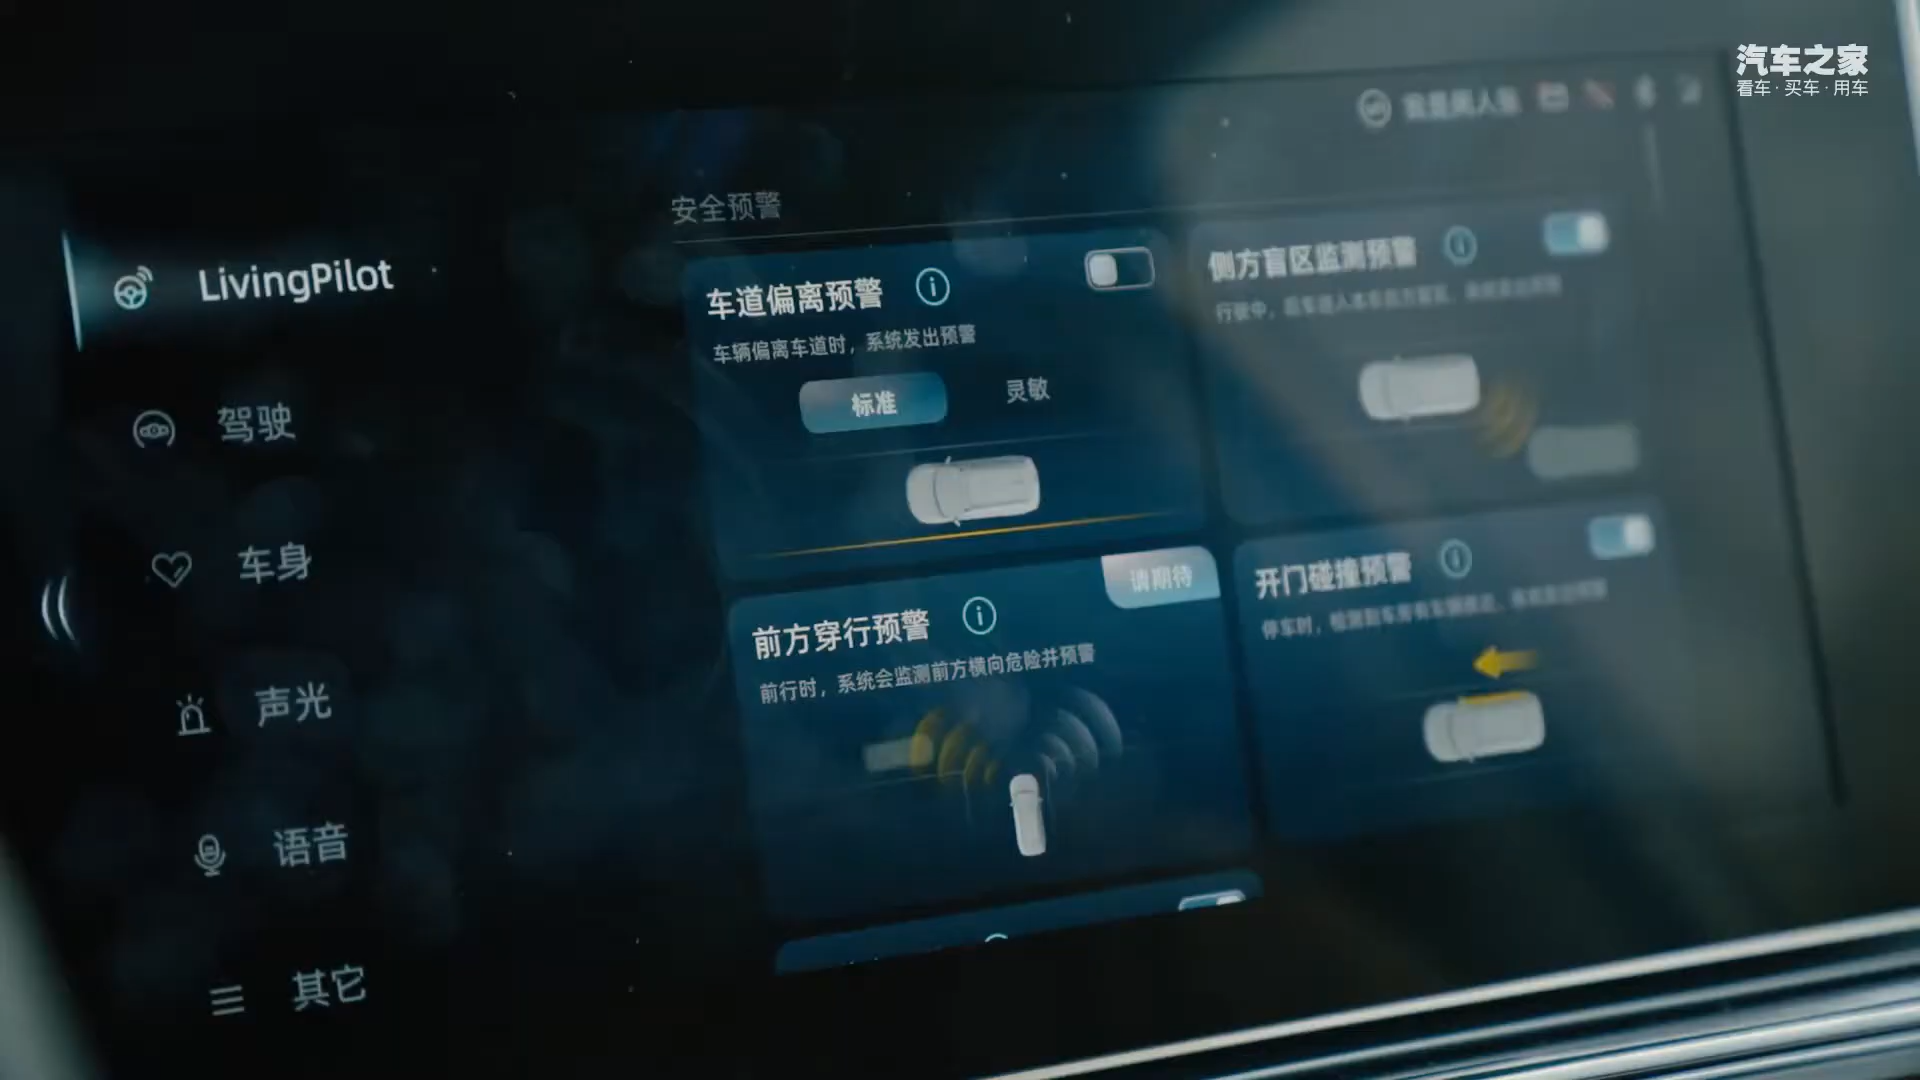 汽车之家
看车·买车·用车
LivingPilot
驾驶
车身
声光
语音
其它
安全预警
车道偏离预警
车辆偏离车道时，系统发出预警
标准
灵敏
侧方盲区监测预警
前方穿行预警
请期待
前行时，系统会监测前方横向危险并预警
开门碰撞预警